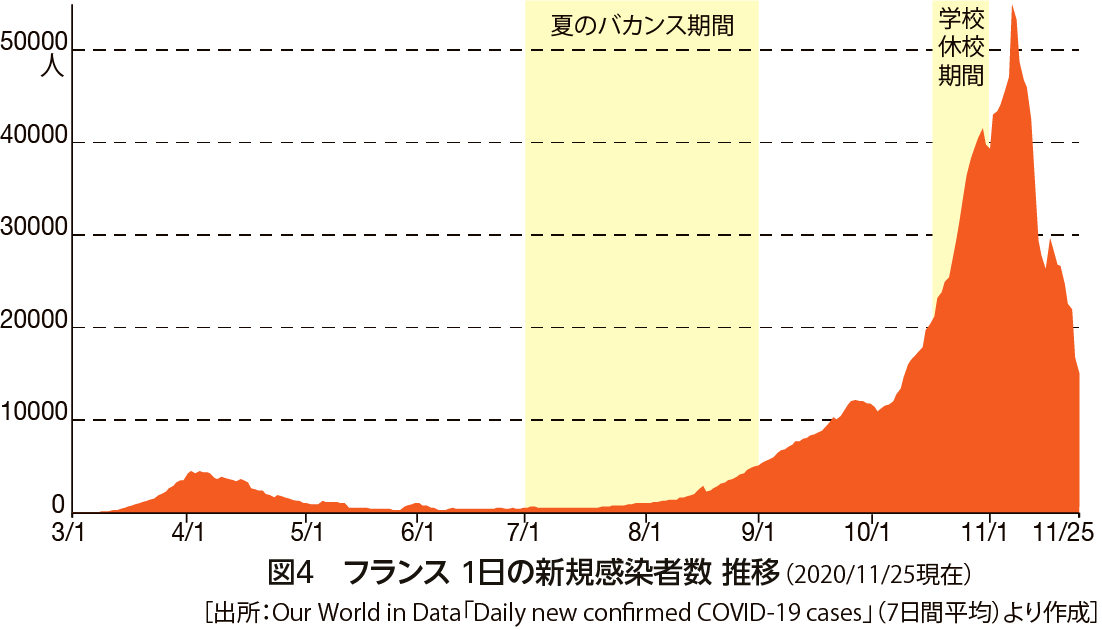 夏のバカンス期間
学校
休校
期間
50000
人
40000
30000
20000
10000
0
3/1 4/1 5/1 6/1 7/1 8/1 9/1 10/1 11/1 11/25
図4 フランス 1日の新規感染者数 推移（2020/11/25現在）
［出所：Our World in Data「Daily new confirmed COVID-19 cases」（7日間平均）より作成］